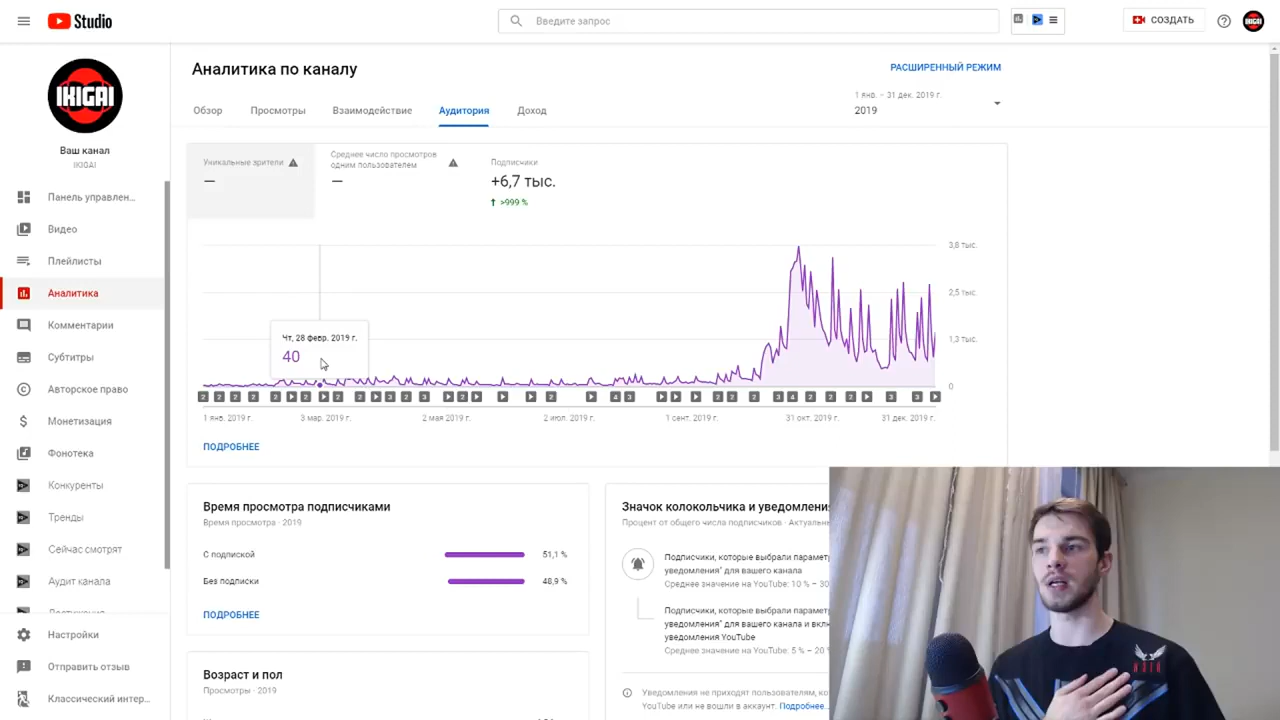 Studio
Введите запрос
СОЗДАТЬ
IKIGAI
IKIGAI
Ваш канал
IKIGAI
Панель управлен...
Видео
Плейлисты
Аналитика
Комментарии
Субтитры
Авторское право
Монетизация
Фонотека
Конкуренты
Тренды
Сейчас смотрят
Аудит канала
Настройки
Отправить отзыв
Классический интер...
Аналитика по каналу
РАСШИРЕННЫЙ РЕЖИМ
Обзор
Просмотры
Взаимодействие
Аудитория
Доход
1 янв. – 31 дек. 2019 г.
2019
Уникальные зрители
—
Среднее число просмотров
одним пользователем
—
Подписчики
+6,7 тыс.
>999 %
3,8 тыс.
2,5 тыс.
1,3 тыс.
0
Чт, 28 февр. 2019 г.
40
1 янв. 2019 г.
3 мар. 2019 г.
2 мая 2019 г.
2 июл. 2019 г.
1 сент. 2019 г.
31 окт. 2019 г.
31 дек. 2019 г.
ПОДРОБНЕЕ
Время просмотра подписчиками
Время просмотра · 2019
С подпиской
51,1 %
Без подписки
48,9 %
ПОДРОБНЕЕ
Возраст и пол
Просмотры · 2019
Значок колокольчика и уведомления
Процент от общего числа подписчиков · Актуальн
Подписчики, которые выбрали параметр
уведомления" для вашего канала
Среднее значение на YouTube: 10 % – 30
Подписчики, которые выбрали параметр
уведомления" для вашего канала и вклю
уведомления YouTube
Среднее значение на YouTube: 5 % – 20 %
Уведомления не приходят пользователям, ко
YouTube или не вошли в аккаунт. Подробнее...